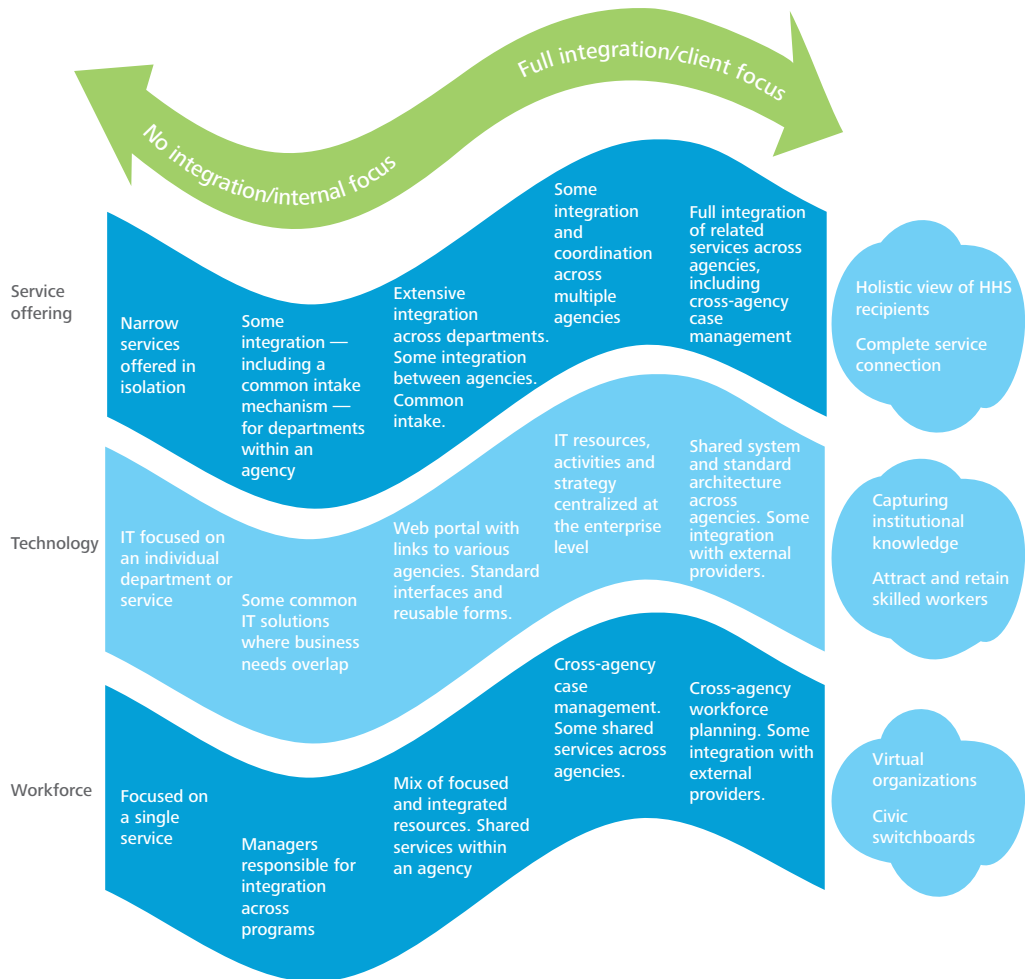 No integration/internal focus
Full integration/client focus
Service
offering
Narrow
services
offered in
isolation
Some
integration —
including a
common intake
mechanism —
for departments
within an
agency
Extensive
integration
across departments.
Some integration
between agencies.
Common
intake.
Some
integration
and
coordination
across
multiple
agencies
Full integration
of related
services across
agencies,
including
cross-agency
case
management
Holistic view of HHS
recipients
Complete service
connection
Technology
IT focused on
an individual
department or
service
Some common
IT solutions
where business
needs overlap
Web portal with
links to various
agencies. Standard
interfaces and
reusable forms.
IT resources,
activities and
strategy
centralized at
the enterprise
level
Shared system
and standard
architecture
across
agencies. Some
integration
with external
providers.
Capturing
institutional
knowledge
Attract and retain
skilled workers
Workforce
Focused on
a single
service
Managers
responsible for
integration
across
programs
Mix of focused
and integrated
resources. Shared
services within
an agency
Cross-agency
case
management.
Some shared
services across
agencies.
Cross-agency
workforce
planning. Some
integration with
external
providers.
Virtual
organizations
Civic
switchboards